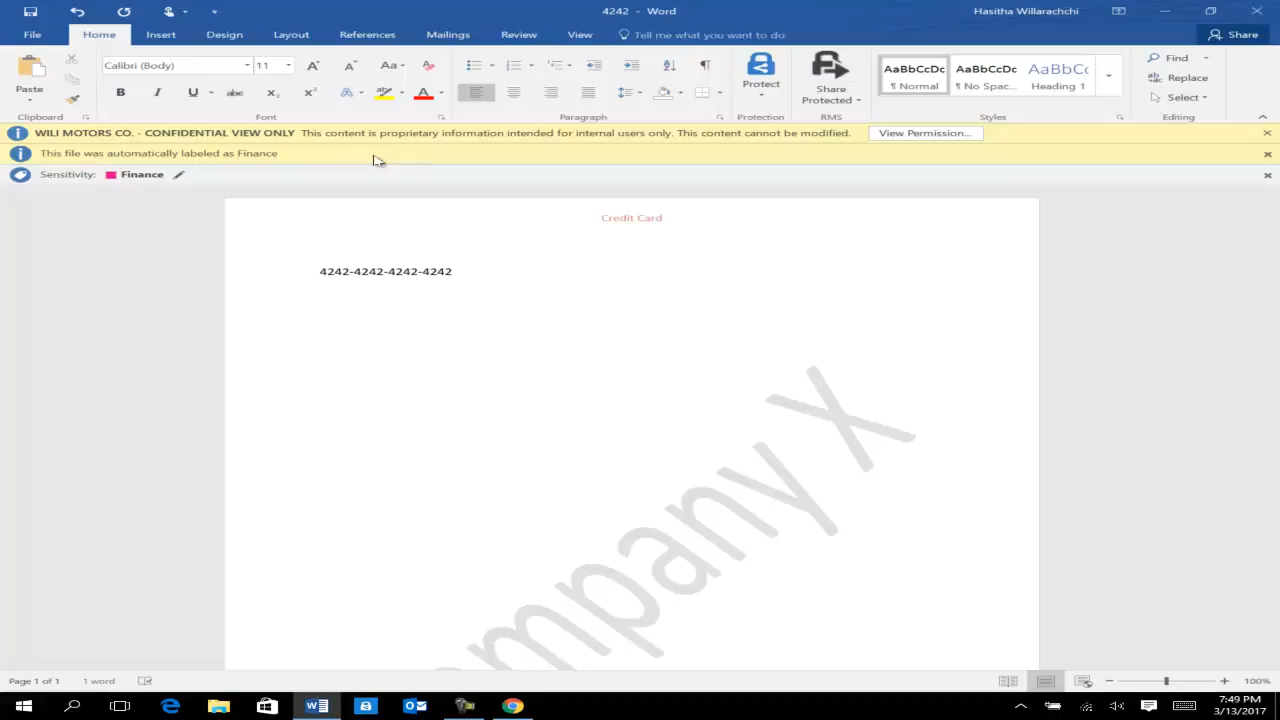 4242 - Word
Hasitha Willarachchi
File Home Insert Design Layout References Mailings Review View Tell me what you want to do Share
Paste
Clipboard
Calibri (Body) 11
Aa
B I U abc X₂ X² A A
Font
Paragraph
Protect
Protection
Share Protected
RMS
AaBbCcDc AaBbCcDc AaBbCc
¶ Normal ¶ No Spac... Heading 1
Styles
Find
Replace
Select
Editing
WILI MOTORS CO. - CONFIDENTIAL VIEW ONLY This content is proprietary information intended for internal users only. This content cannot be modified. View Permission...
This file was automatically labeled as Finance
Sensitivity: Finance
Credit Card
4242-4242-4242-4242
ompany X
Page 1 of 1 1 word 100%
7:49 PM
3/13/2017